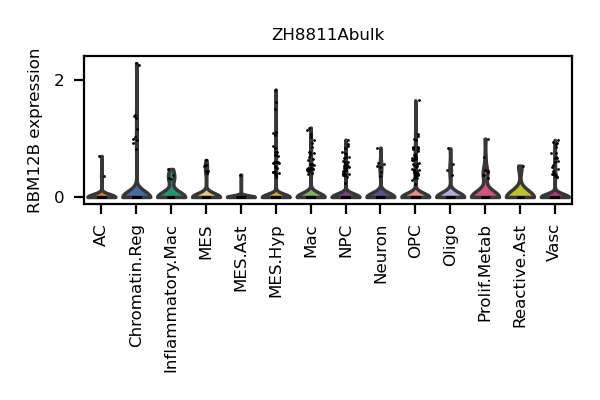 ZH8811Abulk
RBM12B expression
2
0
AC
Chromatin.Reg
Inflammatory.Mac
MES
MES.Ast
MES.Hyp
Mac
NPC
Neuron
OPC
Oligo
Prolif.Metab
Reactive.Ast
Vasc